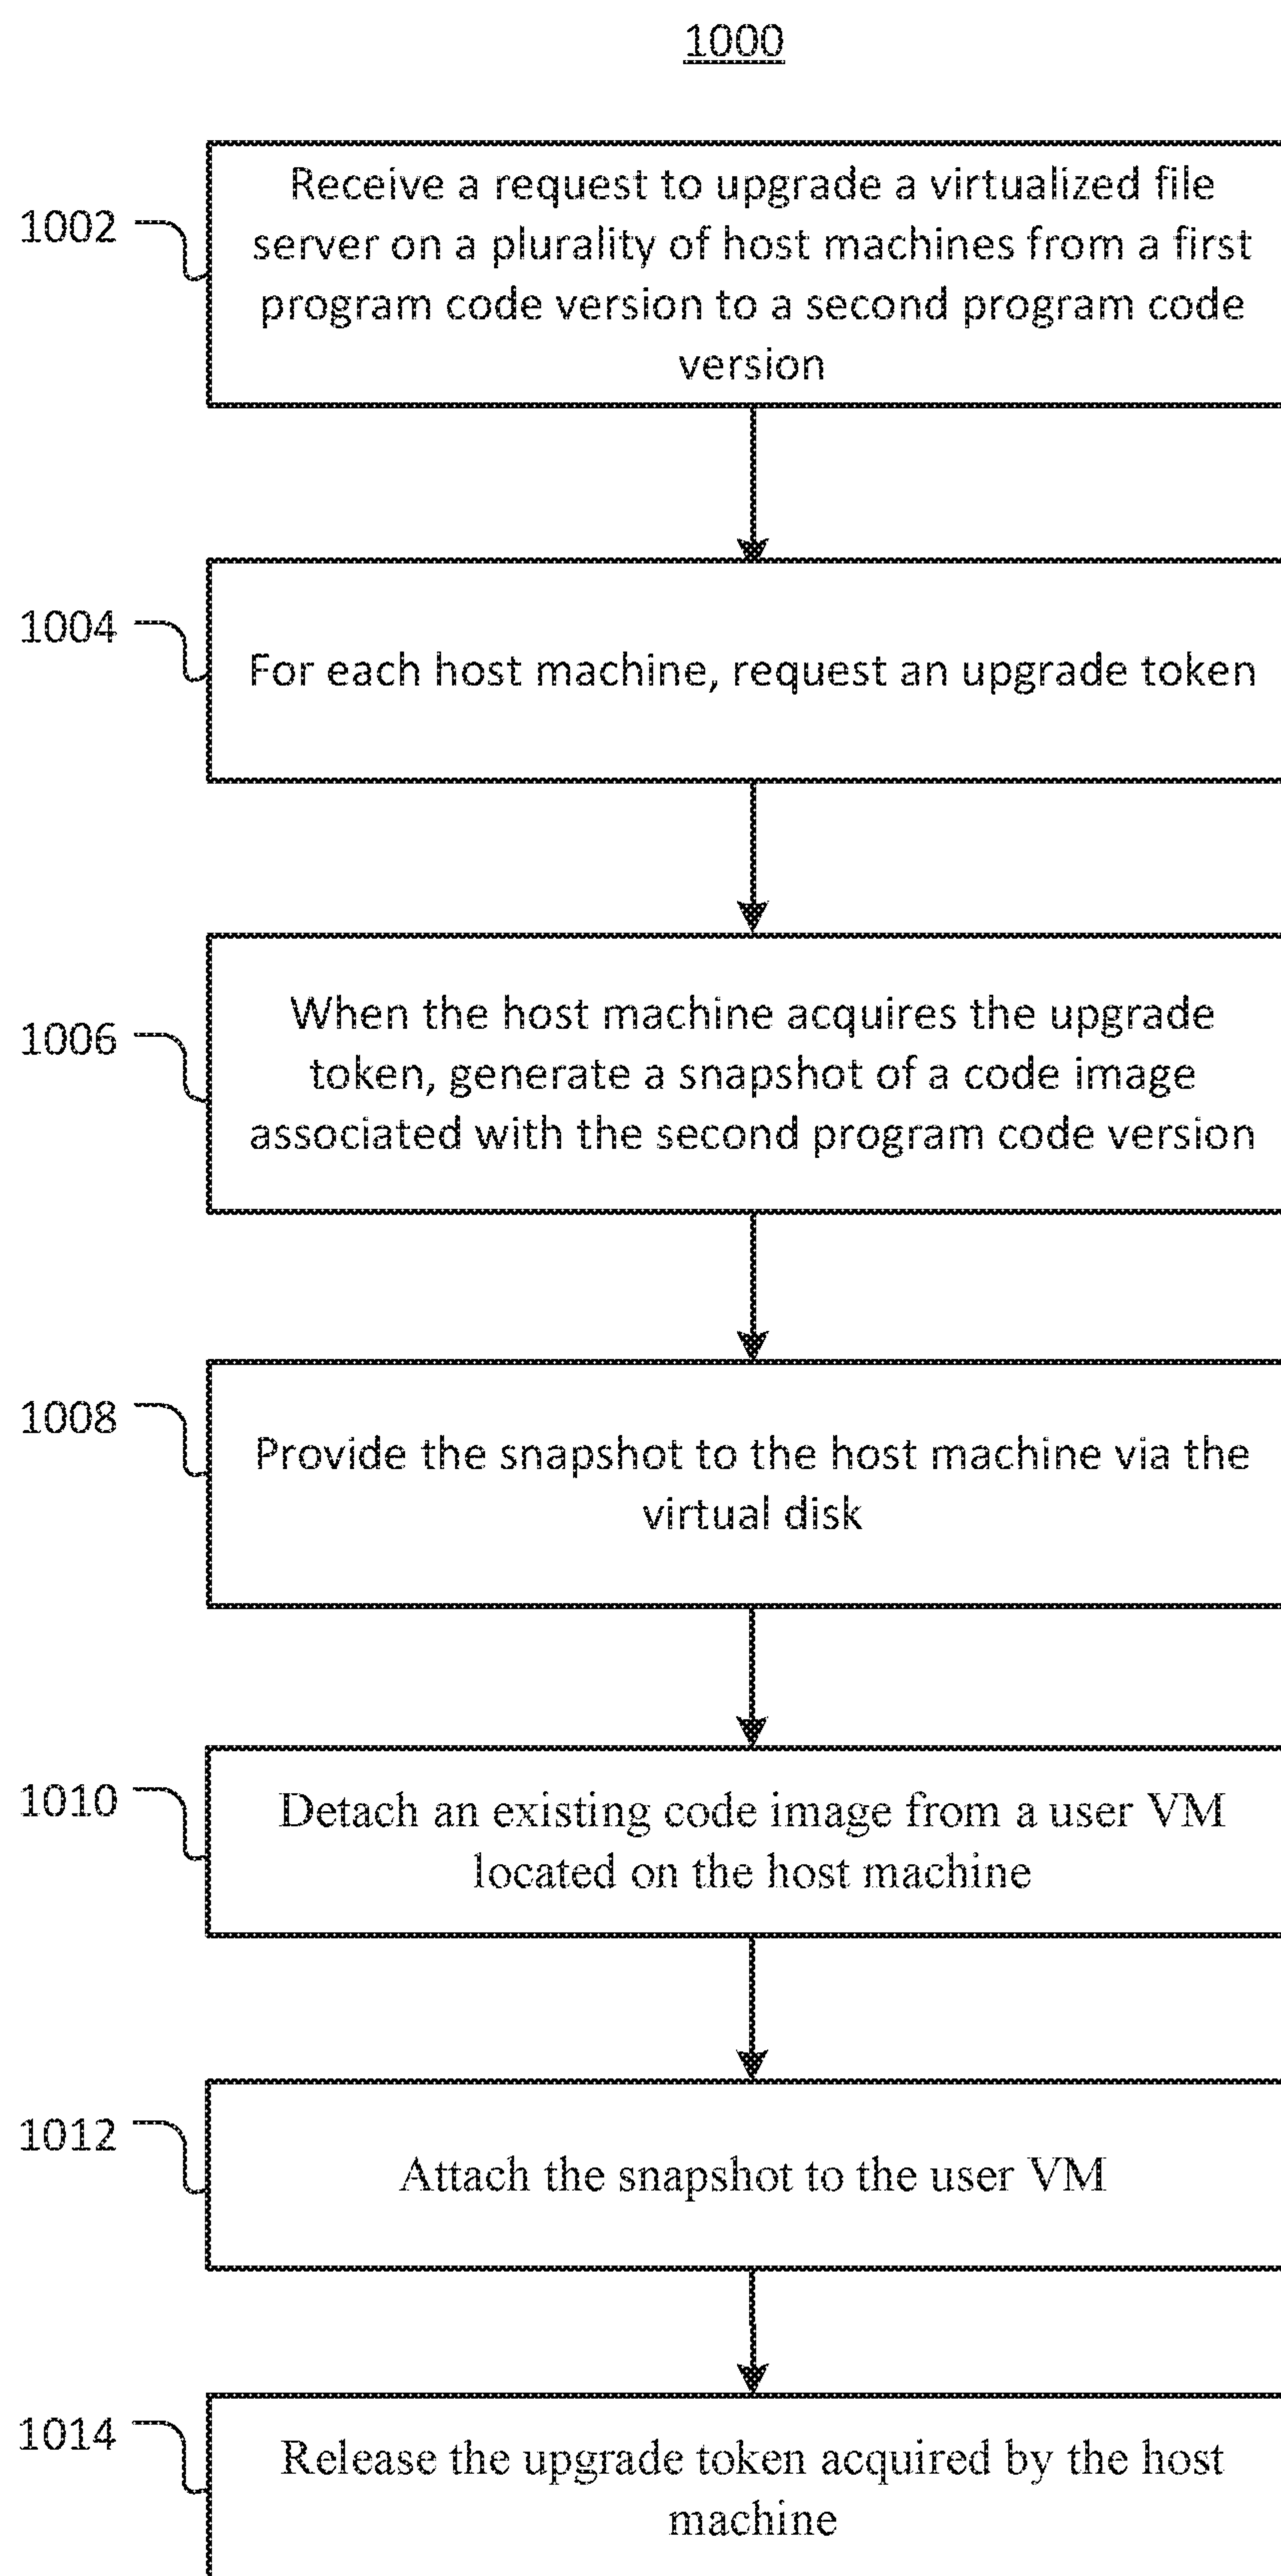 1000
1002
Receive a request to upgrade a virtualized file
server on a plurality of host machines from a first
program code version to a second program code
version
1004
For each host machine, request an upgrade token
1006
When the host machine acquires the upgrade
token, generate a snapshot of a code image
associated with the second program code version
1008
Provide the snapshot to the host machine via the
virtual disk
1010
Detach an existing code image from a user VM
located on the host machine
1012
Attach the snapshot to the user VM
1014
Release the upgrade token acquired by the host
machine